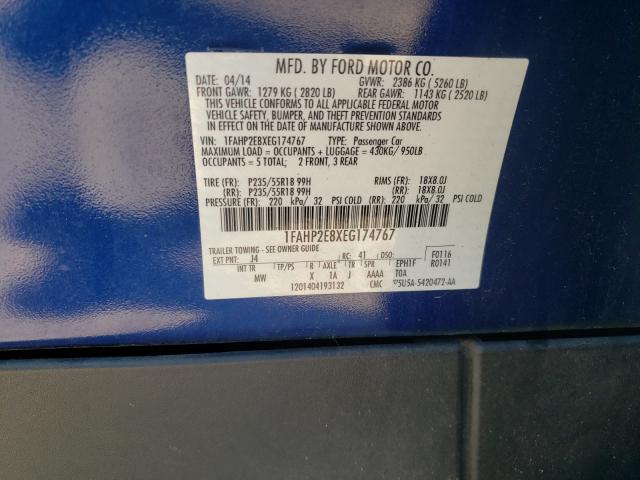 MFD. BY FORD MOTOR CO.
DATE: 04/14 GVWR: 2386 KG ( 5260 LB)
FRONT GAWR: 1279 KG ( 2820 LB) REAR GAWR: 1143 KG ( 2520 LB)
THIS VEHICLE CONFORMS TO ALL APPLICABLE FEDERAL MOTOR
VEHICLE SAFETY, BUMPER, AND THEFT PREVENTION STANDARDS
IN EFFECT ON THE DATE OF MANUFACTURE SHOWN ABOVE.
VIN: 1FAHP2E8XEG174767 TYPE: Passenger Car
MAXIMUM LOAD = OCCUPANTS + LUGGAGE = 430KG/ 950LB
OCCUPANTS = 5 TOTAL; 2 FRONT, 3 REAR
TIRE (FR): P235/55R18 99H RIMS (FR): 18X8.0J
(RR): P235/55R18 99H (RR): 18X8.0J
PRESSURE (FR): 220 kPa/ 32 PSI COLD (RR): 220 kPa/ 32 PSI COLD
1FAHP2E8XEG174767
TRAILER TOWING - SEE OWNER GUIDE
EXT PNT: J4 RC: 41 DSO: F0116
INT TR TP/PS R AXLE TR SPR EPH1F R0141
MW X 1A J AAAA T0A
1201404193132 CMC 5U5A-5420472-AA